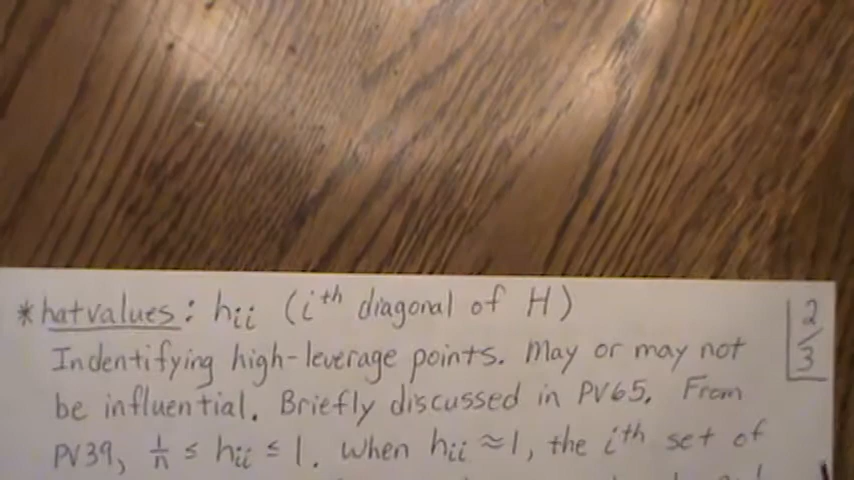 *hatvalues: hᵢᵢ (iᵗʰ diagonal of H)
2/3
Indentifying high-leverage points. May or may not
be influential. Briefly discussed in PV65. From
PV39, 1/n ≤ hᵢᵢ ≤ 1. When hᵢᵢ ≈ 1, the iᵗʰ set of